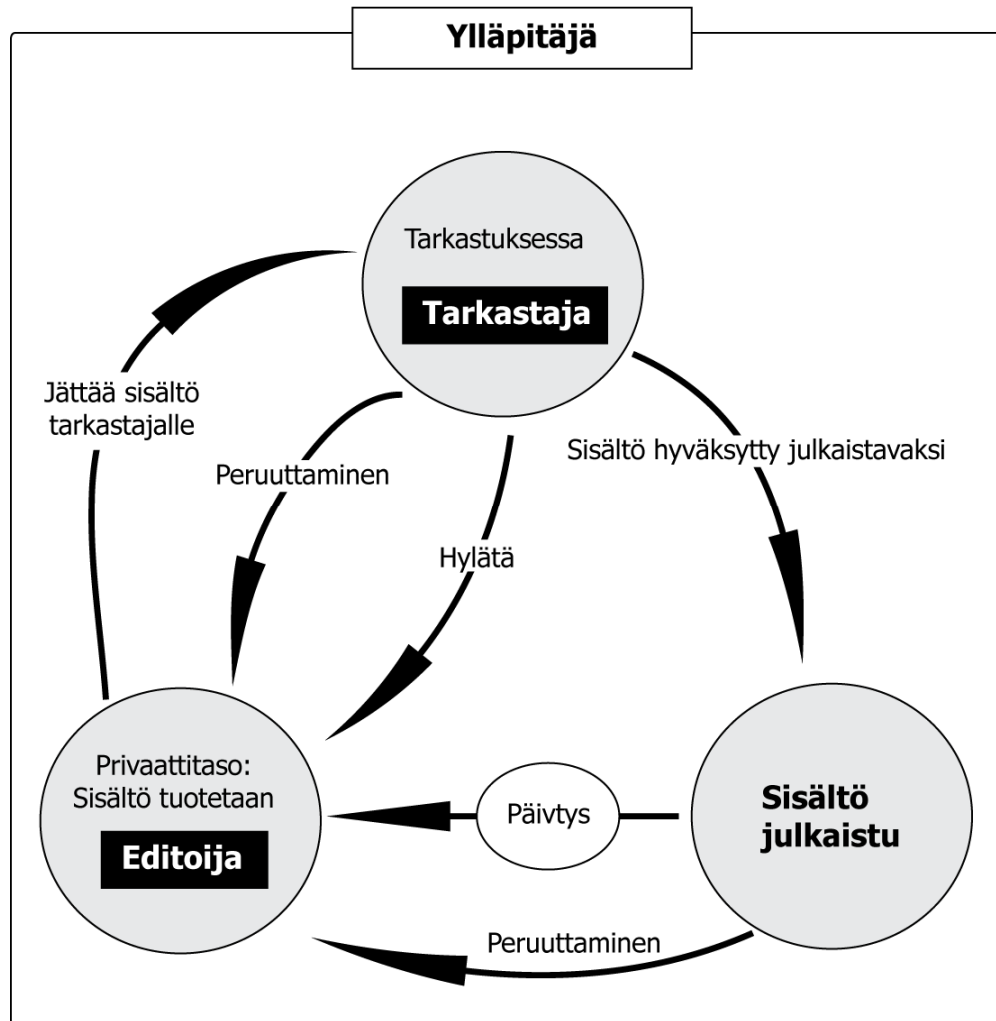 Ylläpitäjä
Tarkastuksessa
Tarkastaja
Jättää sisältö
tarkastajalle
Peruuttaminen
Sisältö hyväksytty julkaistavaksi
Hylätä
Privaattitaso:
Sisältö tuotetaan
Editoija
Päivtys
Sisältö
julkaistu
Peruuttaminen